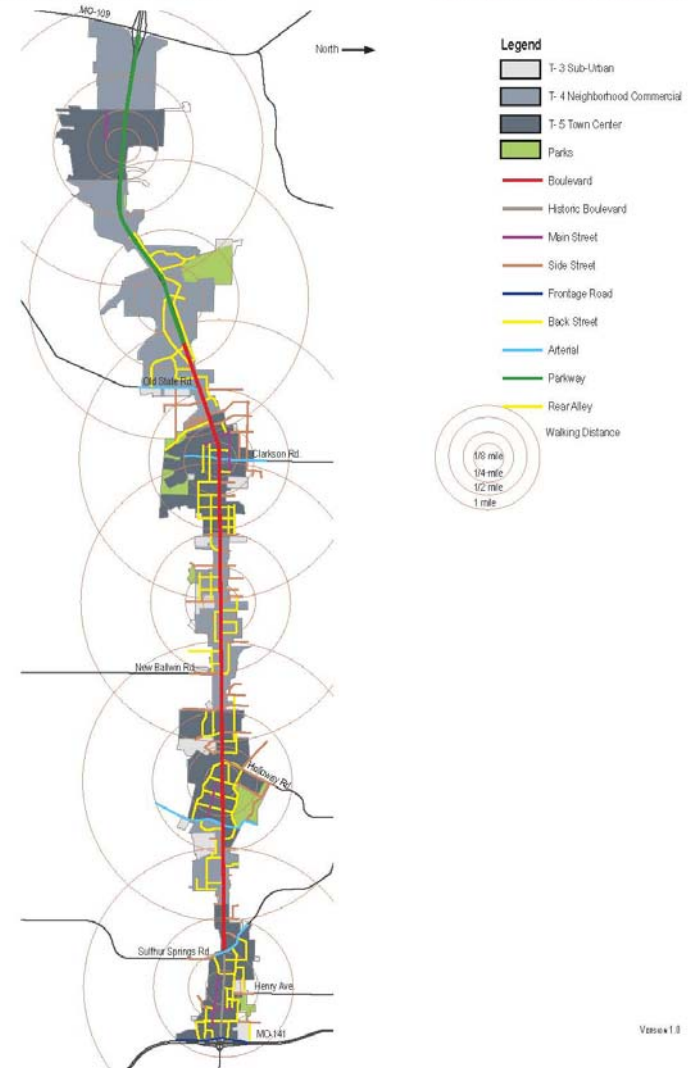 MO-109
North
Legend
T-3 Sub-Urban
T-4 Neighborhood Commercial
T-5 Town Center
Parks
Boulevard
Historic Boulevard
Main Street
Side Street
Frontage Road
Back Street
Arterial
Parkway
Rear Alley
Walking Distance
1/8 mile
1/4 mile
1/2 mile
1 mile
Old State Rd.
Clarkson Rd.
New Ballwin Rd.
Holloway Rd.
Sulfhur Springs Rd.
Henry Ave.
MO-141
Version 1.0